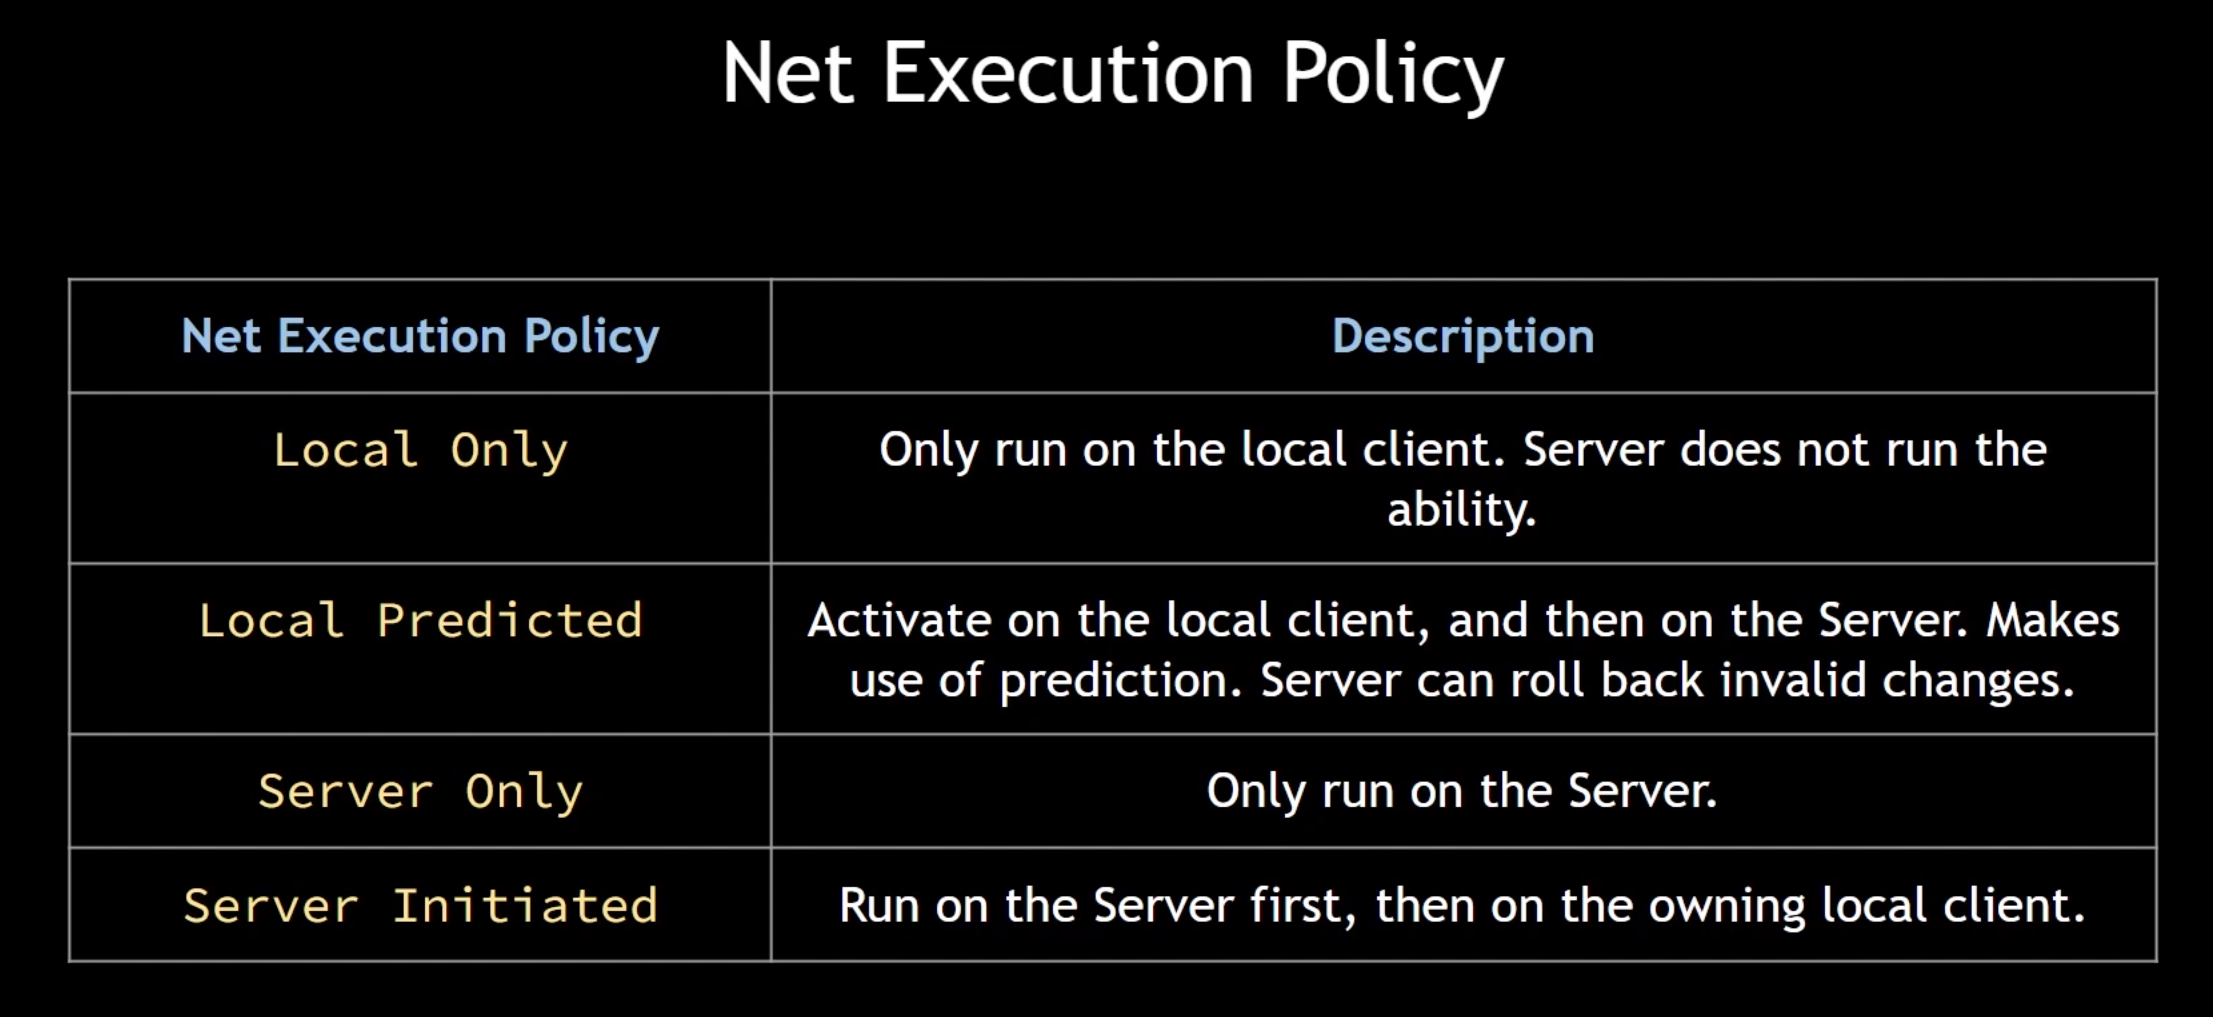 Net Execution Policy
Net Execution Policy
Description
Local Only
Only run on the local client. Server does not run the
ability.
Local Predicted
Activate on the local client, and then on the Server. Makes
use of prediction. Server can roll back invalid changes.
Server Only
Only run on the Server.
Server Initiated
Run on the Server first, then on the owning local client.